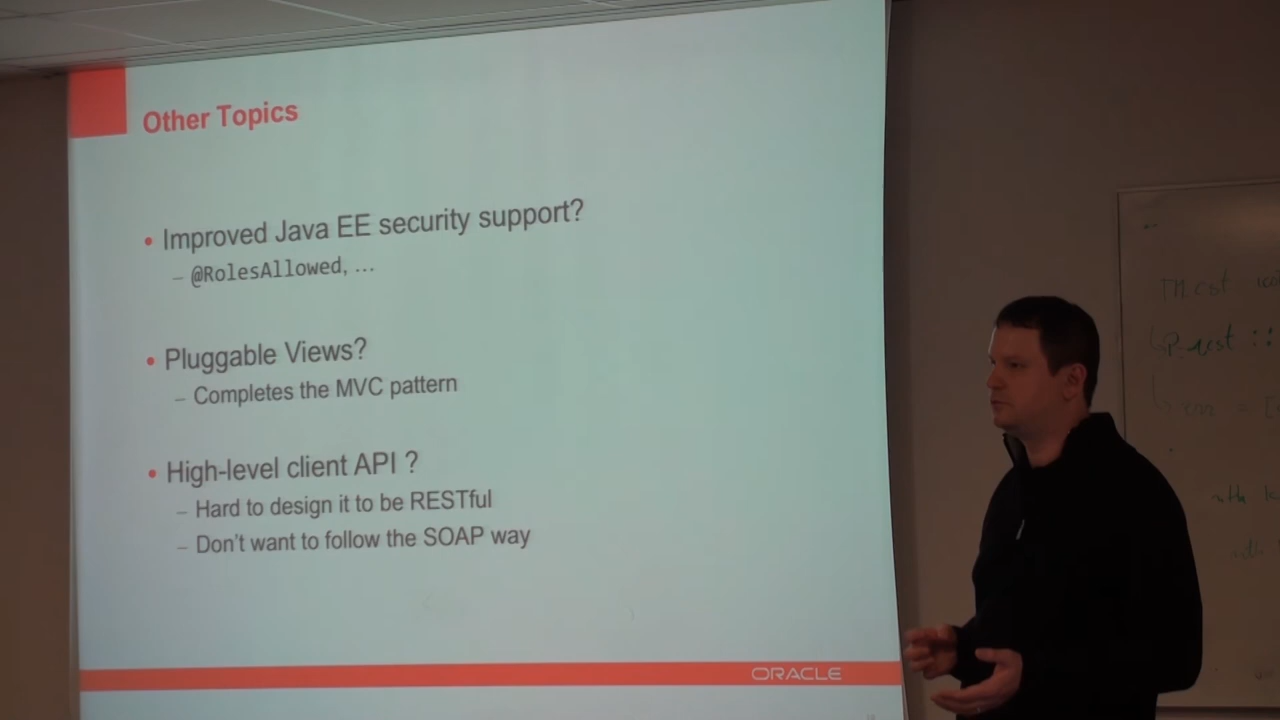 Other Topics
• Improved Java EE security support?
– @RolesAllowed, ...
• Pluggable Views?
– Completes the MVC pattern
• High-level client API ?
– Hard to design it to be RESTful
– Don't want to follow the SOAP way
ORACLE